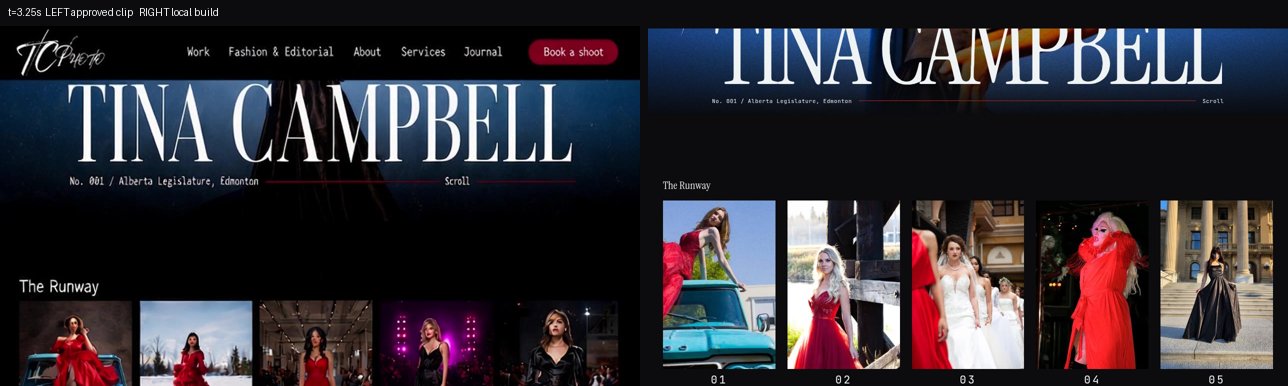 t=3.25s LEFT approved clip RIGHT local build
TCPHOTO
Work Fashion & Editorial About Services Journal Book a shoot
TINA CAMPBELL
No. 001 / Alberta Legislature, Edmonton Scroll
The Runway
TINA CAMPBELL
No. 001 / Alberta Legislature, Edmonton Scroll
The Runway
01 02 03 04 05